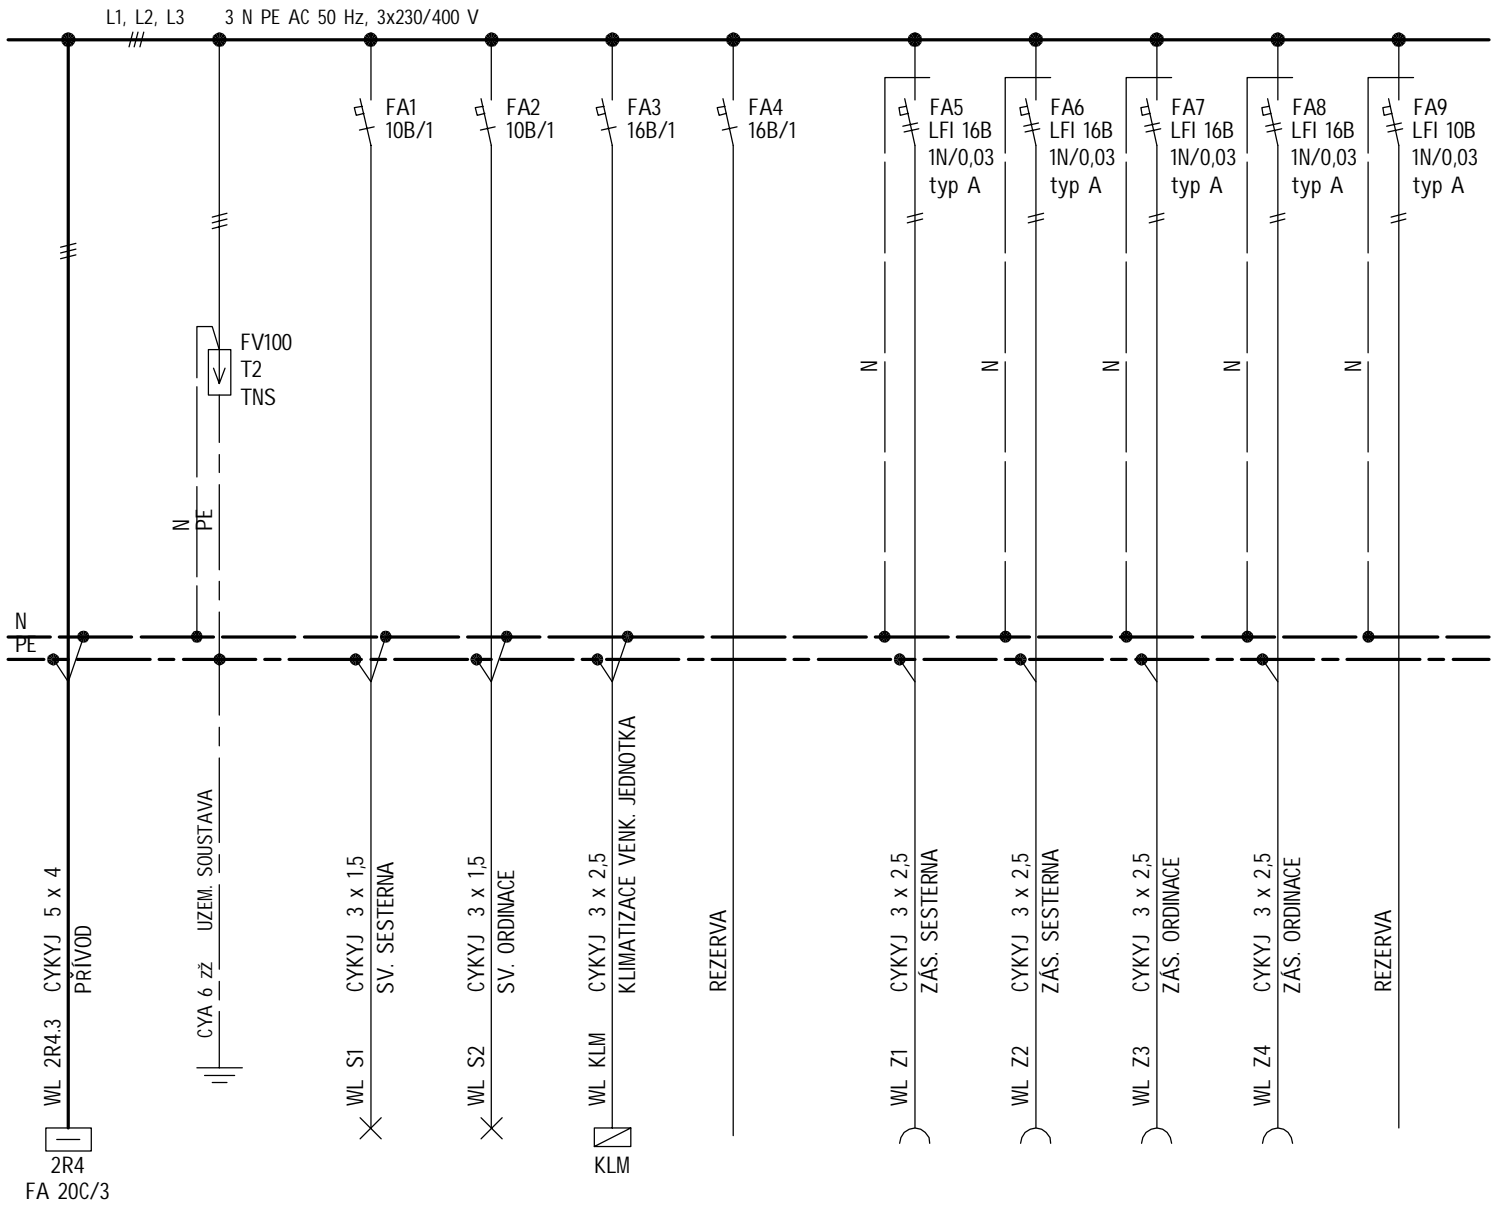 L1, L2, L3
3 N PE AC 50 Hz, 3x230/400 V
FA1
10B/1
FA2
10B/1
FA3
16B/1
FA4
16B/1
FA5
LFI 16B
1N/0,03
typ A
FA6
LFI 16B
1N/0,03
typ A
FA7
LFI 16B
1N/0,03
typ A
FA8
LFI 16B
1N/0,03
typ A
FA9
LFI 10B
1N/0,03
typ A
FV100
T2
TNS
N
N
N
N
N
N
PE
N
PE
WL 2R4.3 CYKYJ 5 x 4
PŘÍVOD
CYA 6 zž UZEM. SOUSTAVA
WL S1 CYKYJ 3 x 1,5
SV. SESTERNA
WL S2 CYKYJ 3 x 1,5
SV. ORDINACE
WL KLM CYKYJ 3 x 2,5
KLIMATIZACE VENK. JEDNOTKA
REZERVA
WL Z1 CYKYJ 3 x 2,5
ZÁS. SESTERNA
WL Z2 CYKYJ 3 x 2,5
ZÁS. SESTERNA
WL Z3 CYKYJ 3 x 2,5
ZÁS. ORDINACE
WL Z4 CYKYJ 3 x 2,5
ZÁS. ORDINACE
REZERVA
2R4
FA 20C/3
KLM